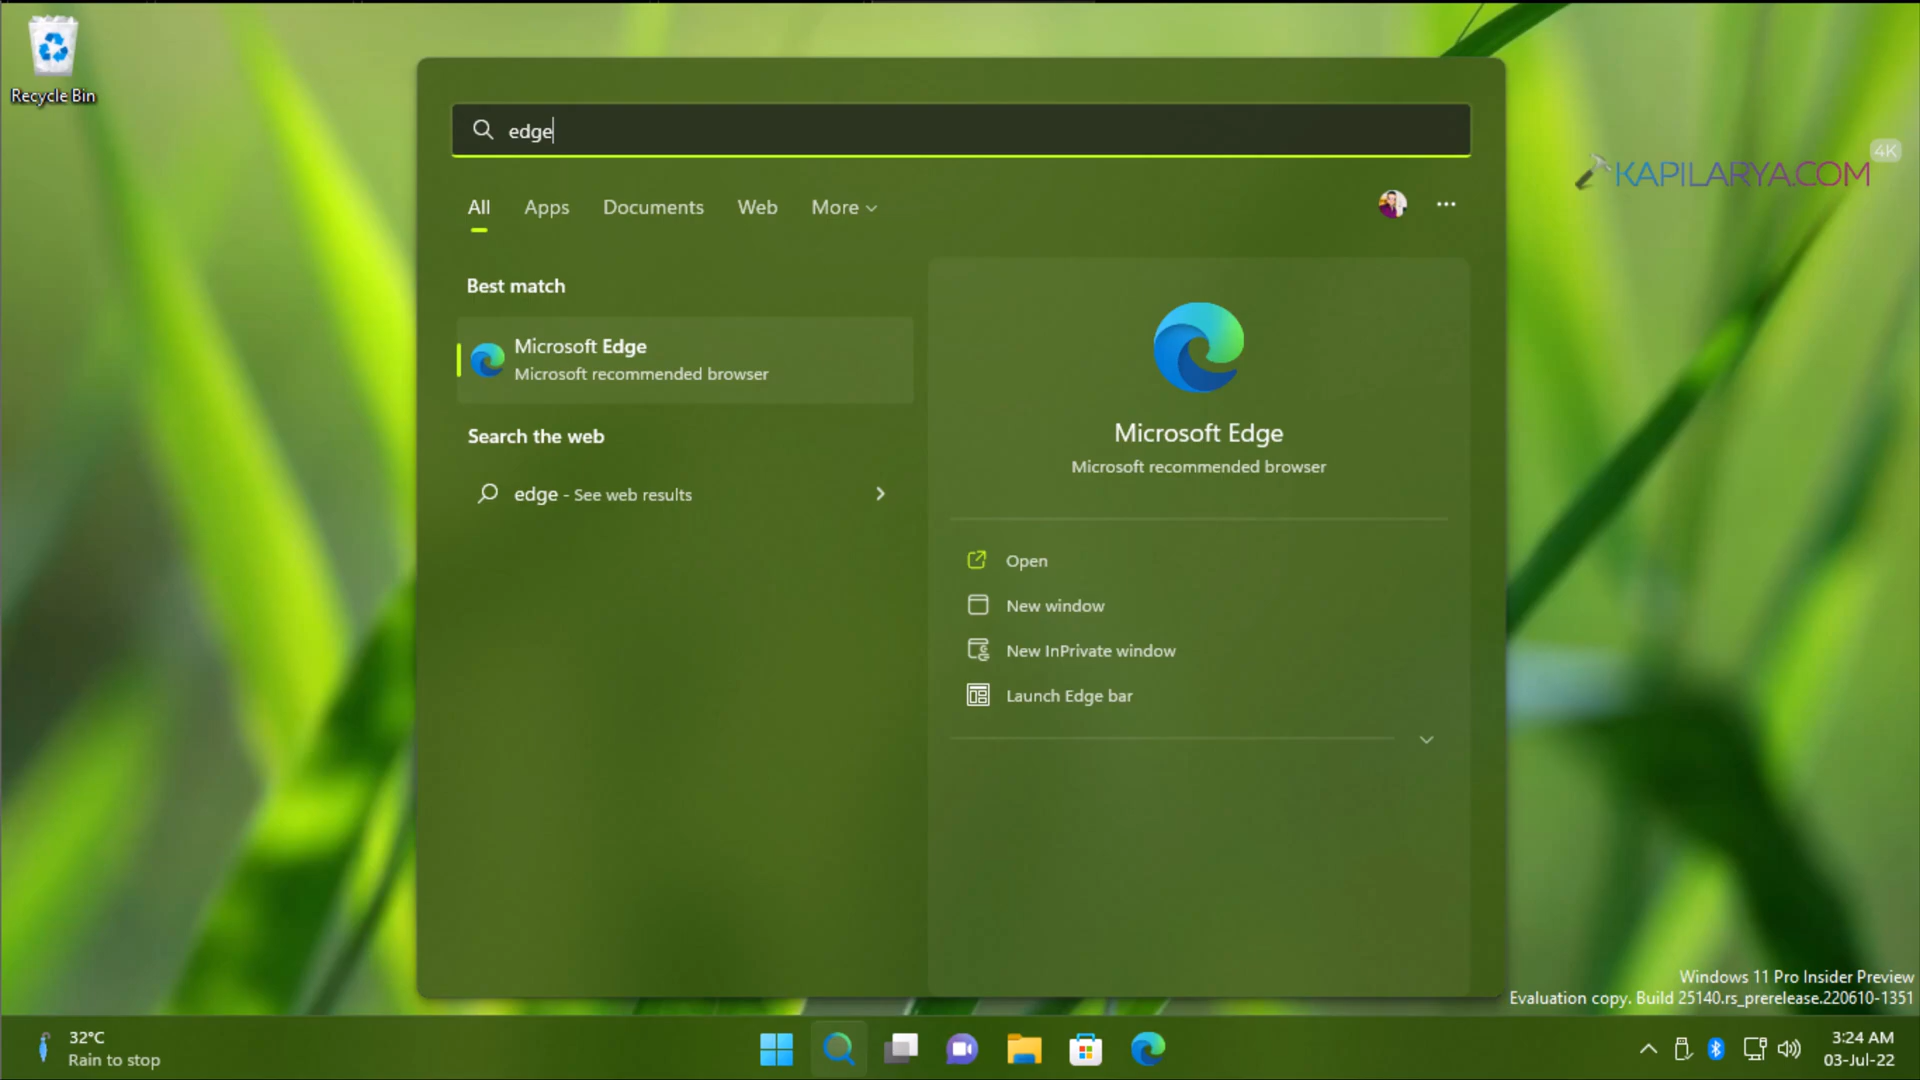 Recycle Bin
edge
4K
KAPILARYA.COM
All Apps Documents Web More
Best match
Microsoft Edge
Microsoft recommended browser
Search the web
edge - See web results
Microsoft Edge
Microsoft recommended browser
Open
New window
New InPrivate window
Launch Edge bar
Windows 11 Pro Insider Preview
Evaluation copy. Build 25140.rs_prerelease.220610-1351
32°C
Rain to stop
3:24 AM
03-Jul-22